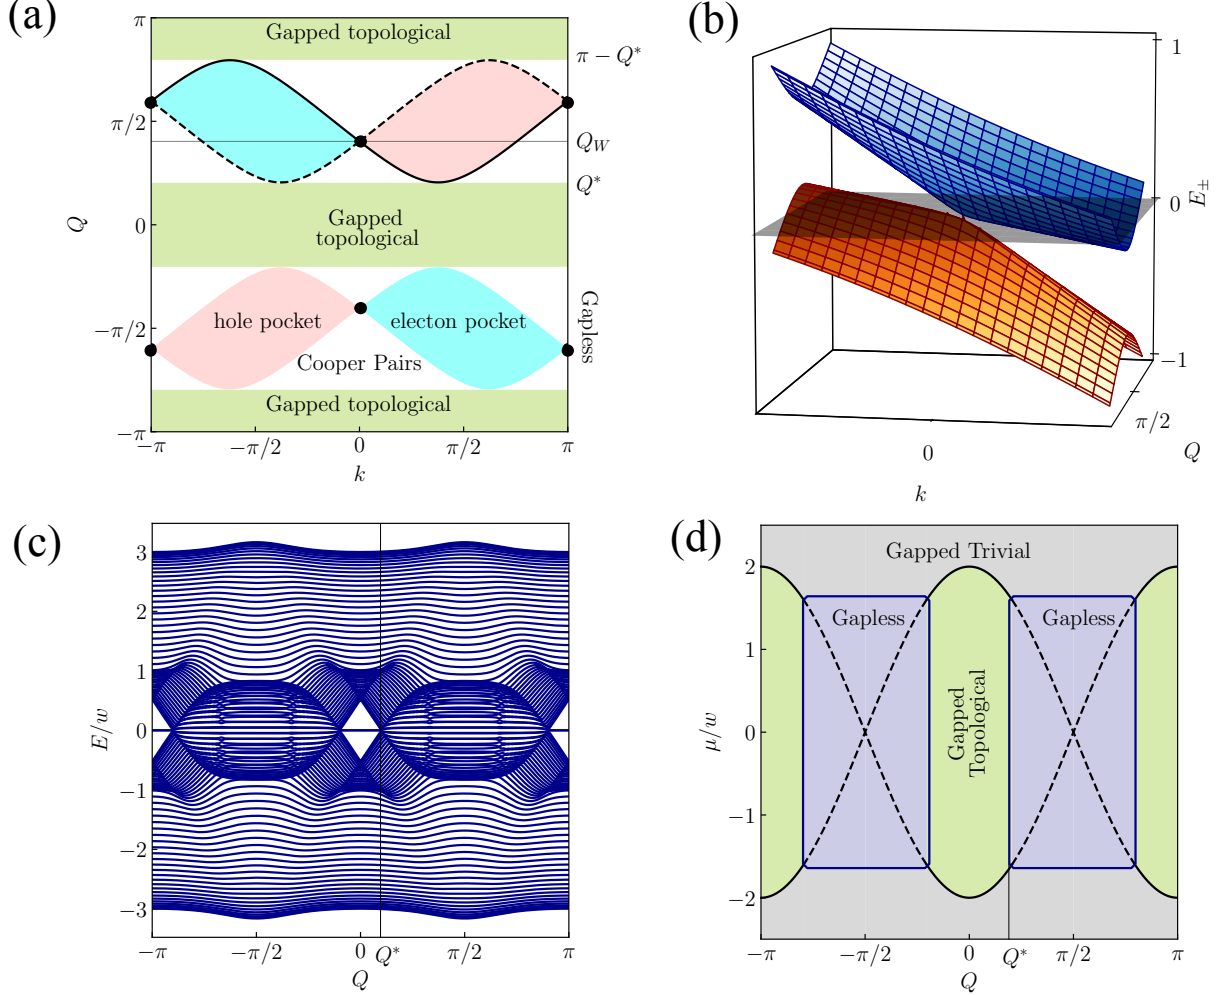 (a)
π
π/2
0
−π/2
−π
Q
−π
−π/2
0
π/2
π
k
Gapped topological
Gapped
topological
hole pocket
electon pocket
Cooper Pairs
Gapped topological
π − Q*
Q_W
Q*
Gapless
(b)
1
0
−1
E±
π/2
Q
0
k
(c)
3
2
1
0
−1
−2
−3
E/w
−π
−π/2
0
Q*
π/2
π
Q
(d)
2
1
0
−1
−2
μ/w
Gapped Trivial
Gapless
Gapless
Gapped
Topological
−π
−π/2
0
Q*
π/2
π
Q